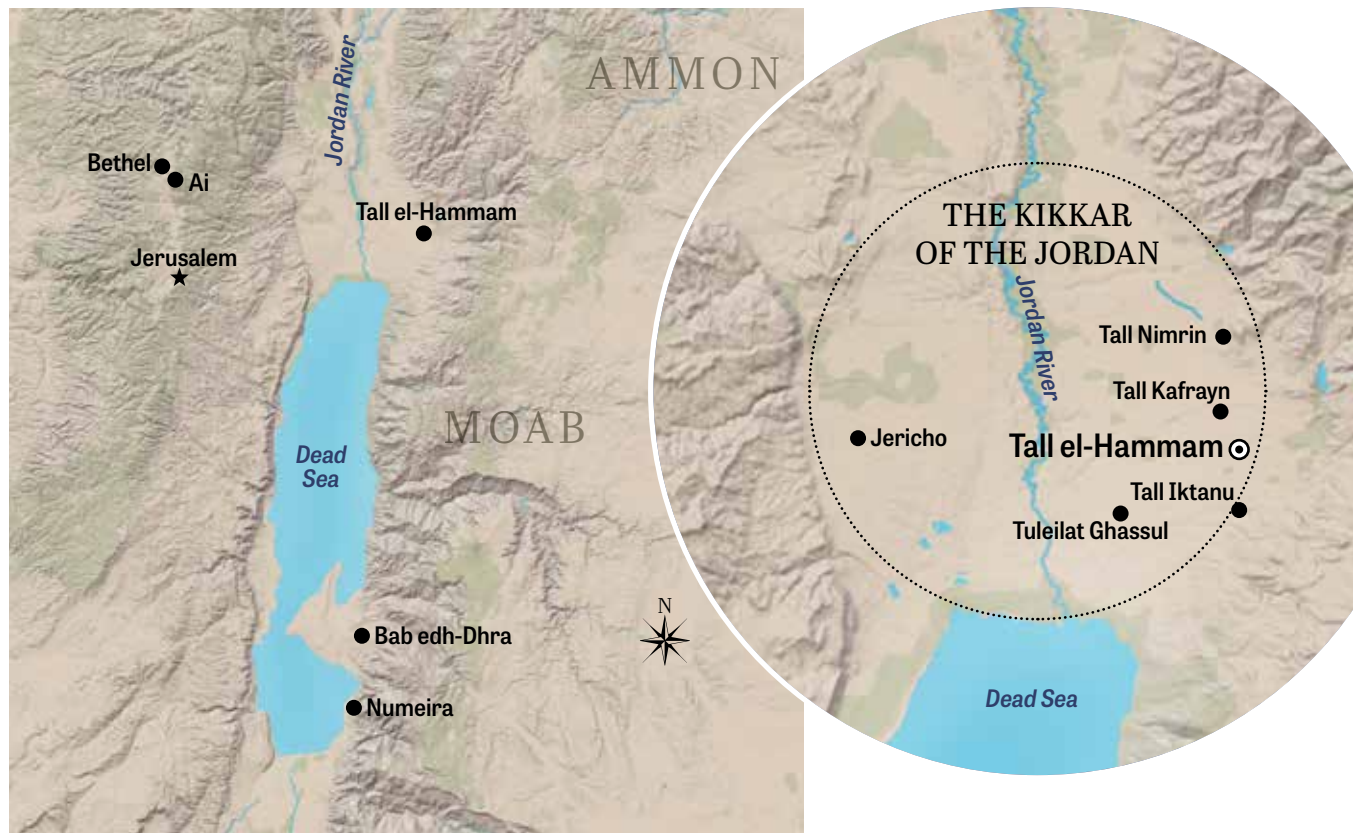 AMMON
Jordan River
Bethel
Ai
Tall el-Hammam
Jerusalem
MOAB
Dead
Sea
N
Bab edh-Dhra
Numeira
THE KIKKAR
OF THE JORDAN
Jordan River
Tall Nimrin
Tall Kafrayn
Jericho
Tall el-Hammam
Tall Iktanu
Tuleilat Ghassul
Dead Sea